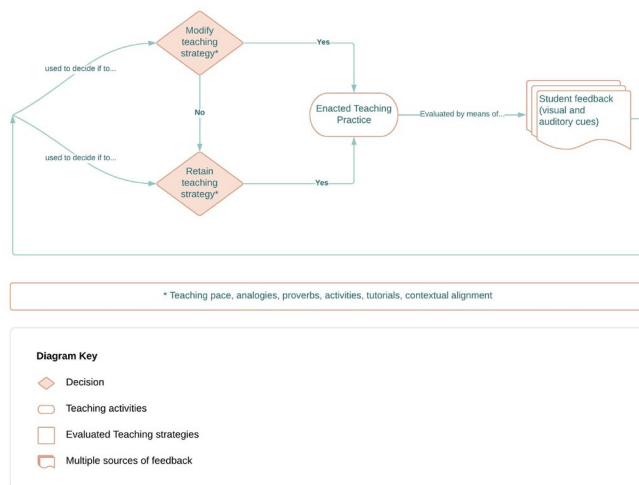 Modify
teaching
strategy*
Yes
used to decide if to...
No
Enacted Teaching
Practice
Evaluated by means of...
Student feedback
(visual and
auditory cues)
used to decide if to...
Retain
teaching
strategy*
Yes
* Teaching pace, analogies, proverbs, activities, tutorials, contextual alignment
Diagram Key
Decision
Teaching activities
Evaluated Teaching strategies
Multiple sources of feedback